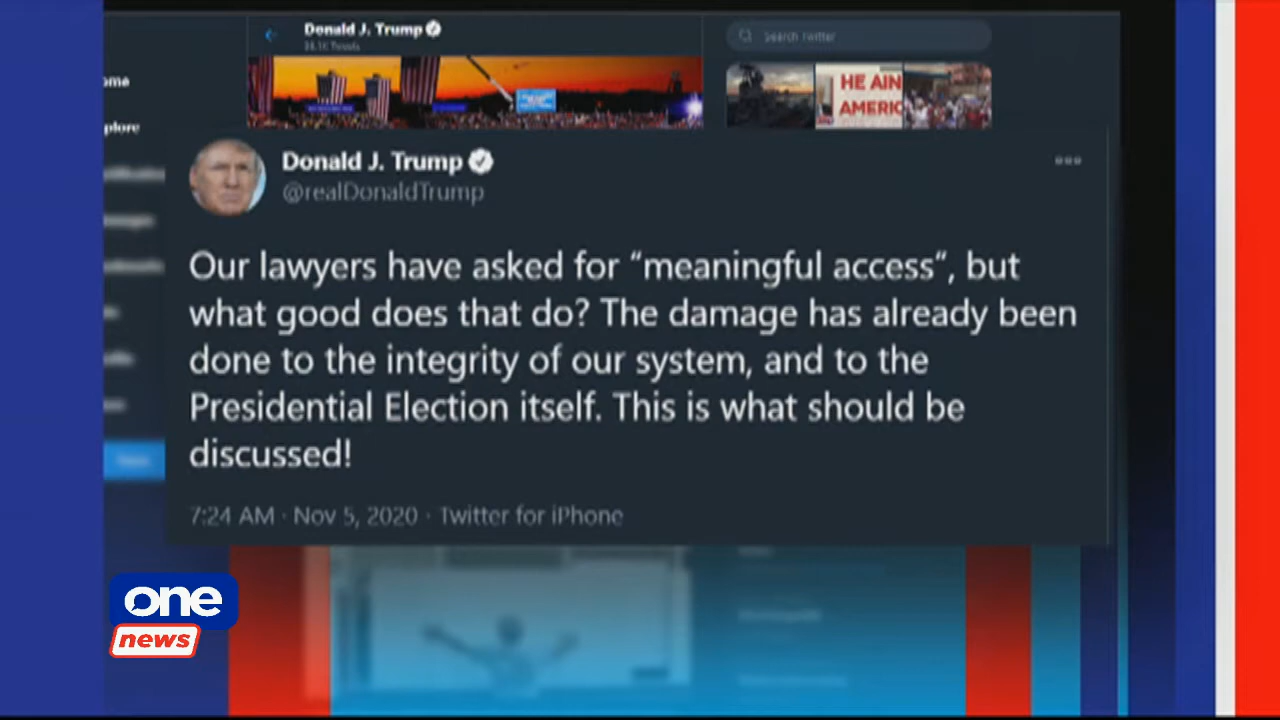 Donald J. Trump
Search Twitter
HE AIN
AMERIC
Donald J. Trump
@realDonaldTrump
Our lawyers have asked for “meaningful access“, but
what good does that do? The damage has already been
done to the integrity of our system, and to the
Presidential Election itself. This is what should be
discussed!
7:24 AM · Nov 5, 2020 · Twitter for iPhone
one
news